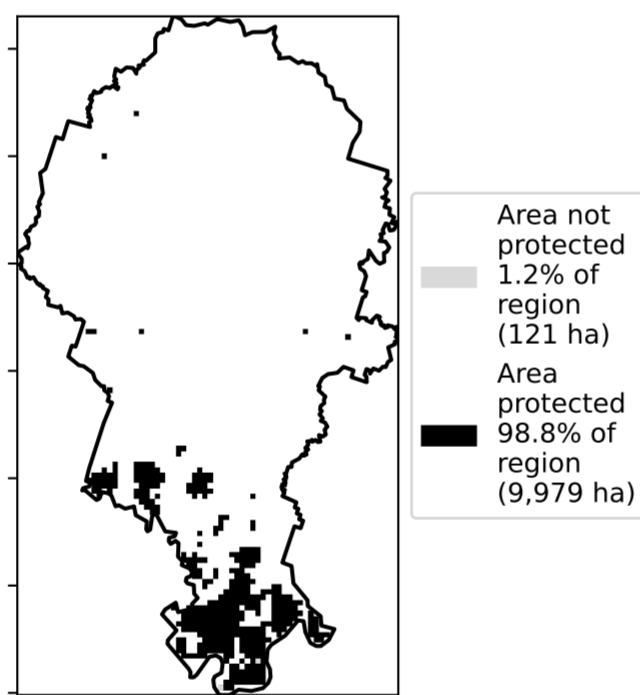 Area not
protected
1.2% of
region
(121 ha)
Area
protected
98.8% of
region
(9,979 ha)